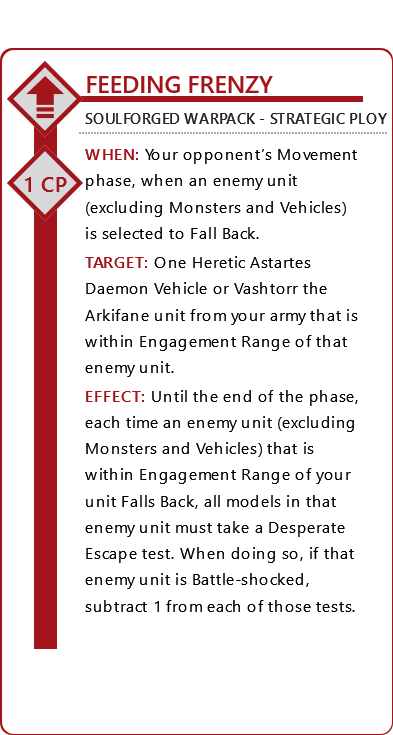 FEEDING FRENZY
SOULFORGED WARPACK - STRATEGIC PLOY
1 CP
WHEN: Your opponent's Movement
phase, when an enemy unit
(excluding Monsters and Vehicles)
is selected to Fall Back.
TARGET: One Heretic Astartes
Daemon Vehicle or Vashtorr the
Arkifane unit from your army that is
within Engagement Range of that
enemy unit.
EFFECT: Until the end of the phase,
each time an enemy unit (excluding
Monsters and Vehicles) that is
within Engagement Range of your
unit Falls Back, all models in that
enemy unit must take a Desperate
Escape test. When doing so, if that
enemy unit is Battle-shocked,
subtract 1 from each of those tests.